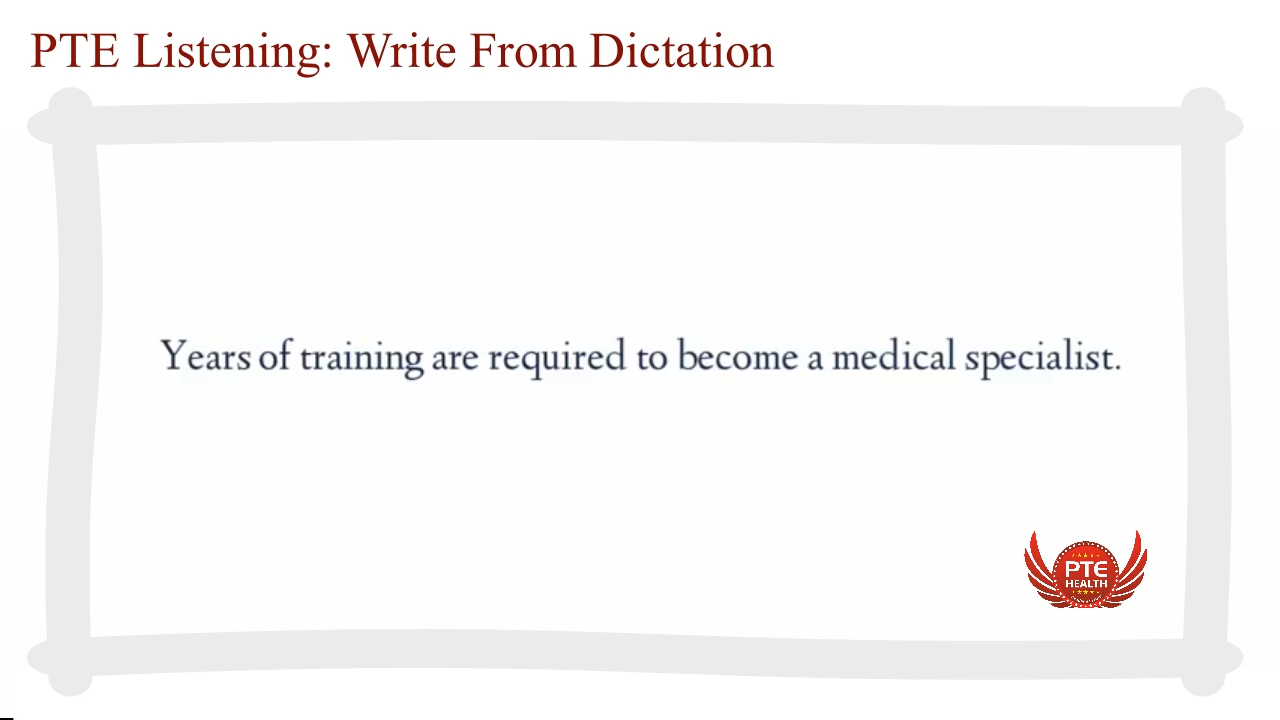 PTE Listening: Write From Dictation
Years of training are required to become a medical specialist.
PTE
HEALTH